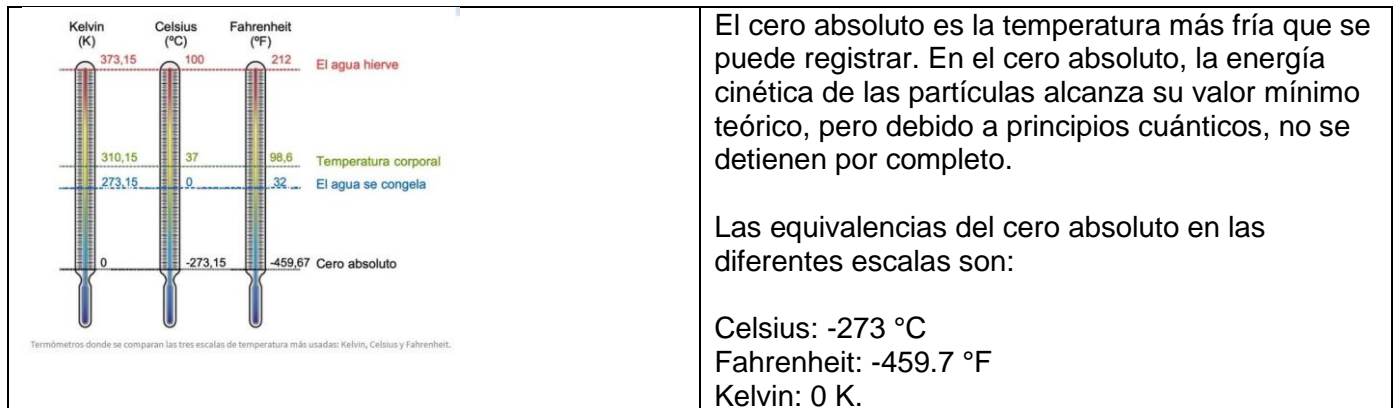 Kelvin (K)
Celsius (°C)
Fahrenheit (°F)
373,15 100 212 El agua hierve
310,15 37 98,6 Temperatura corporal
273,15 0 32 El agua se congela
0 -273,15 -459,67 Cero absoluto
Termómetros donde se comparan las tres escalas de temperatura más usadas: Kelvin, Celsius y Fahrenheit.
El cero absoluto es la temperatura más fría que se
puede registrar. En el cero absoluto, la energía
cinética de las partículas alcanza su valor mínimo
teórico, pero debido a principios cuánticos, no se
detienen por completo.
Las equivalencias del cero absoluto en las
diferentes escalas son:
Celsius: -273 °C
Fahrenheit: -459.7 °F
Kelvin: 0 K.